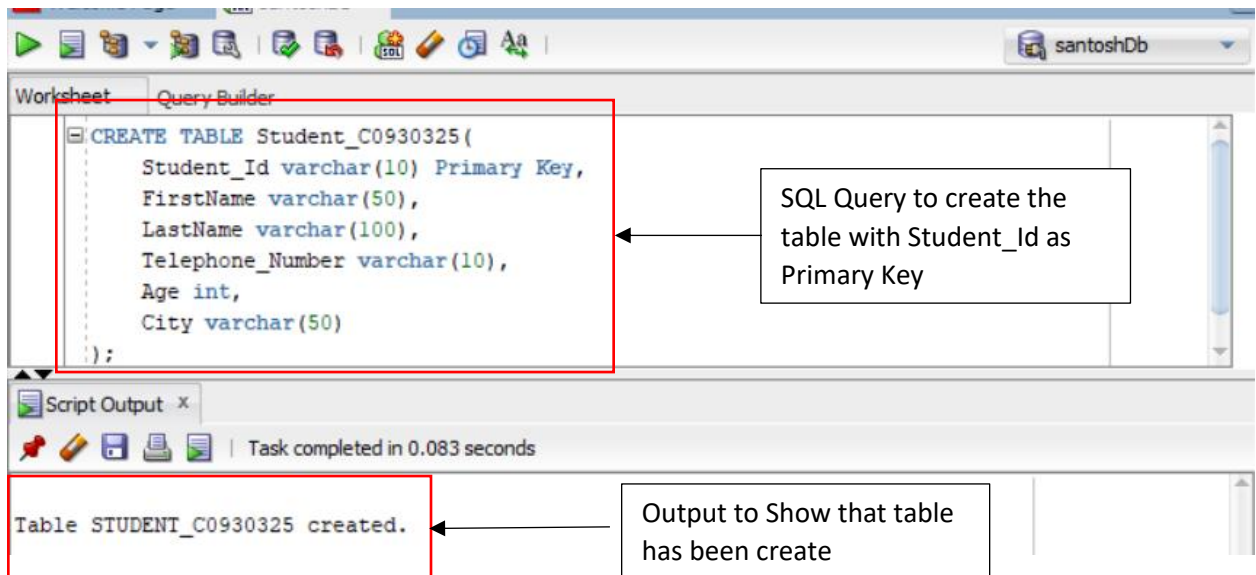 santoshDb
Worksheet Query Builder
CREATE TABLE Student_C0930325(
Student_Id varchar(10) Primary Key,
FirstName varchar(50),
LastName varchar(100),
Telephone_Number varchar(10),
Age int,
City varchar(50)
);
SQL Query to create the
table with Student_Id as
Primary Key
Script Output x
Task completed in 0.083 seconds
Table STUDENT_C0930325 created.
Output to Show that table
has been create